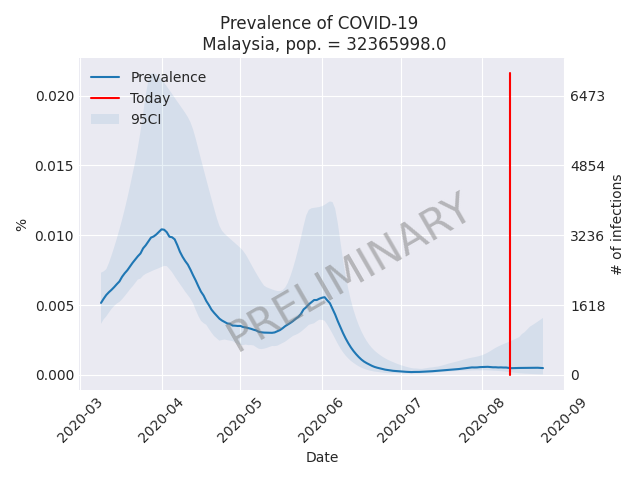 Prevalence of COVID-19
Malaysia, pop. = 32365998.0
Prevalence
Today
95CI
0.020
0.015
0.010
0.005
0.000
%
6473
4854
3236
1618
0
# of infections
PRELIMINARY
2020-03
2020-04
2020-05
2020-06
2020-07
2020-08
2020-09
Date